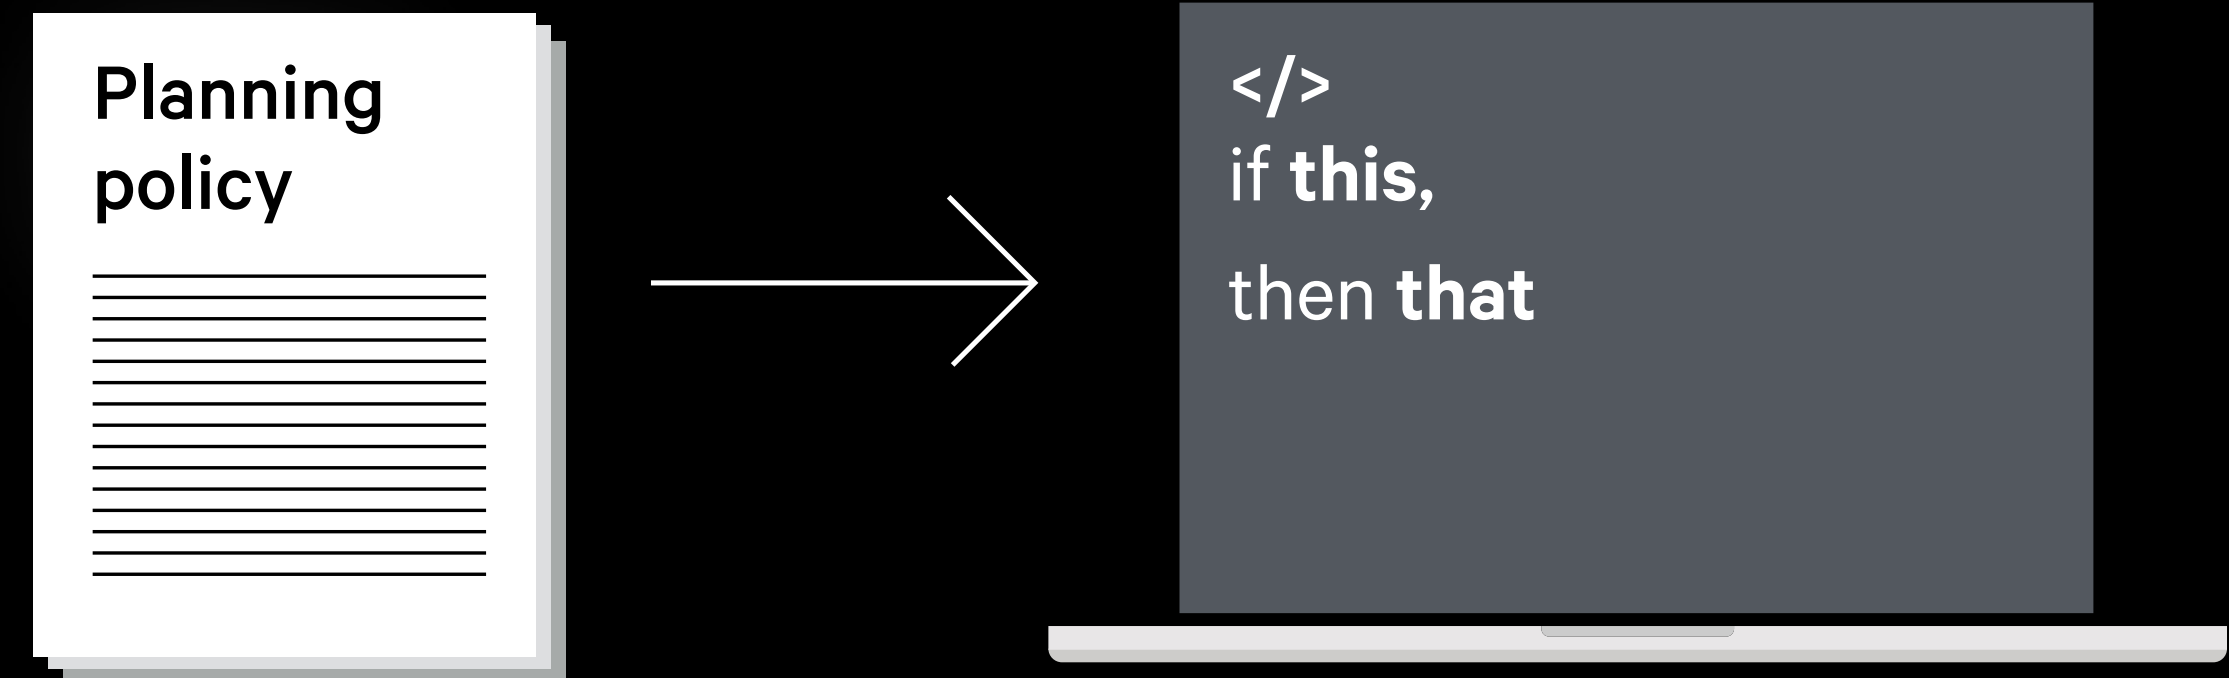 Planning
policy
</>
if this,
then that